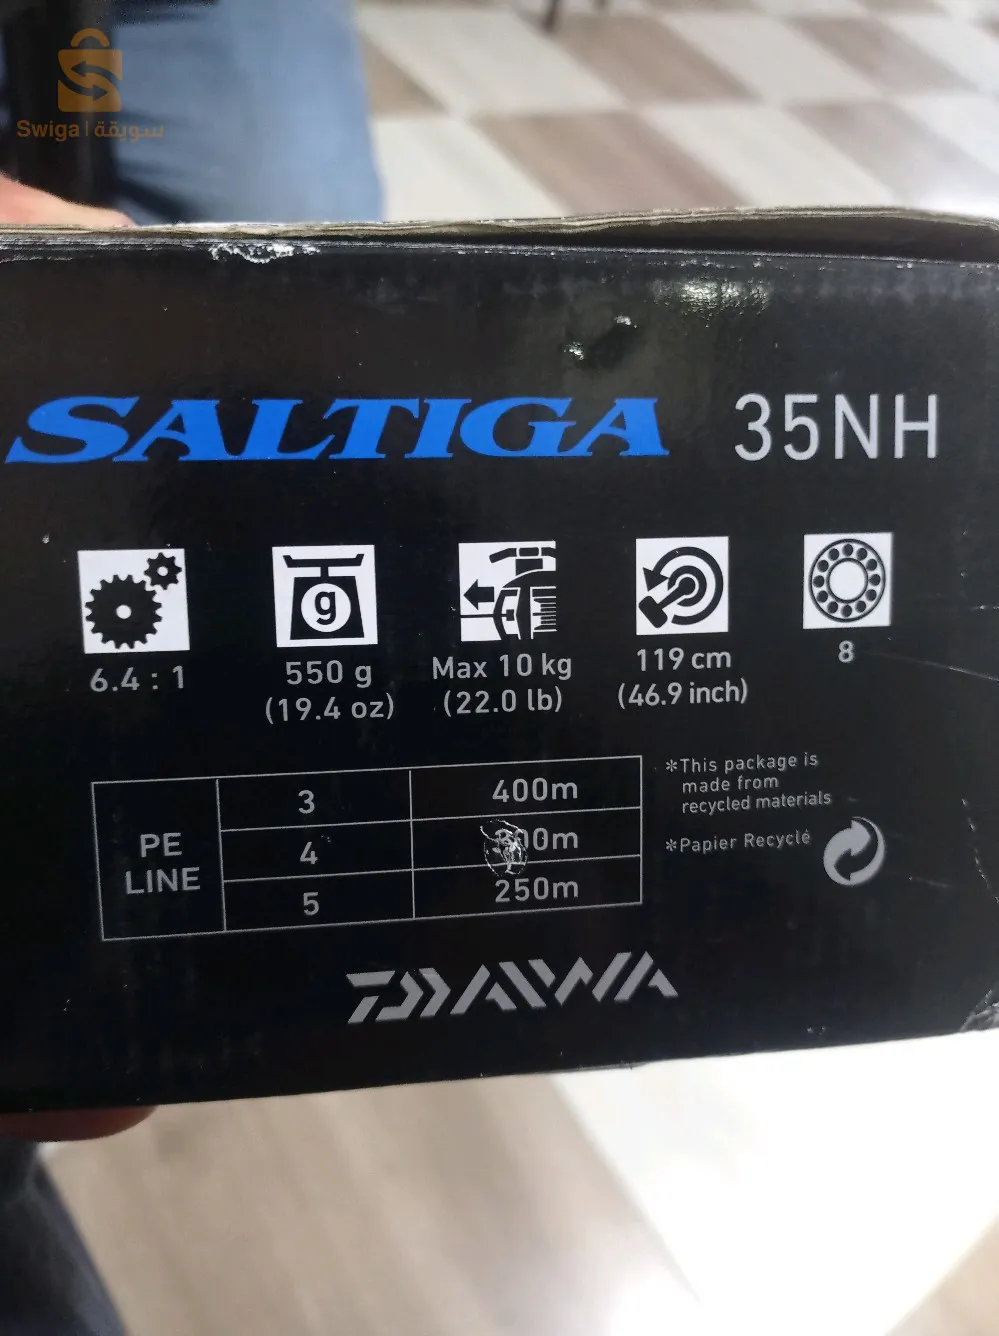 Swiga | سويقة
SALTIGA 35NH
g
6.4 : 1
550 g
(19.4 oz)
Max 10 kg
(22.0 lb)
119 cm
(46.9 inch)
8
PE
LINE
3 400m
4
5 250m
*This package is
made from
recycled materials
*Papier Recyclé
DAIWA